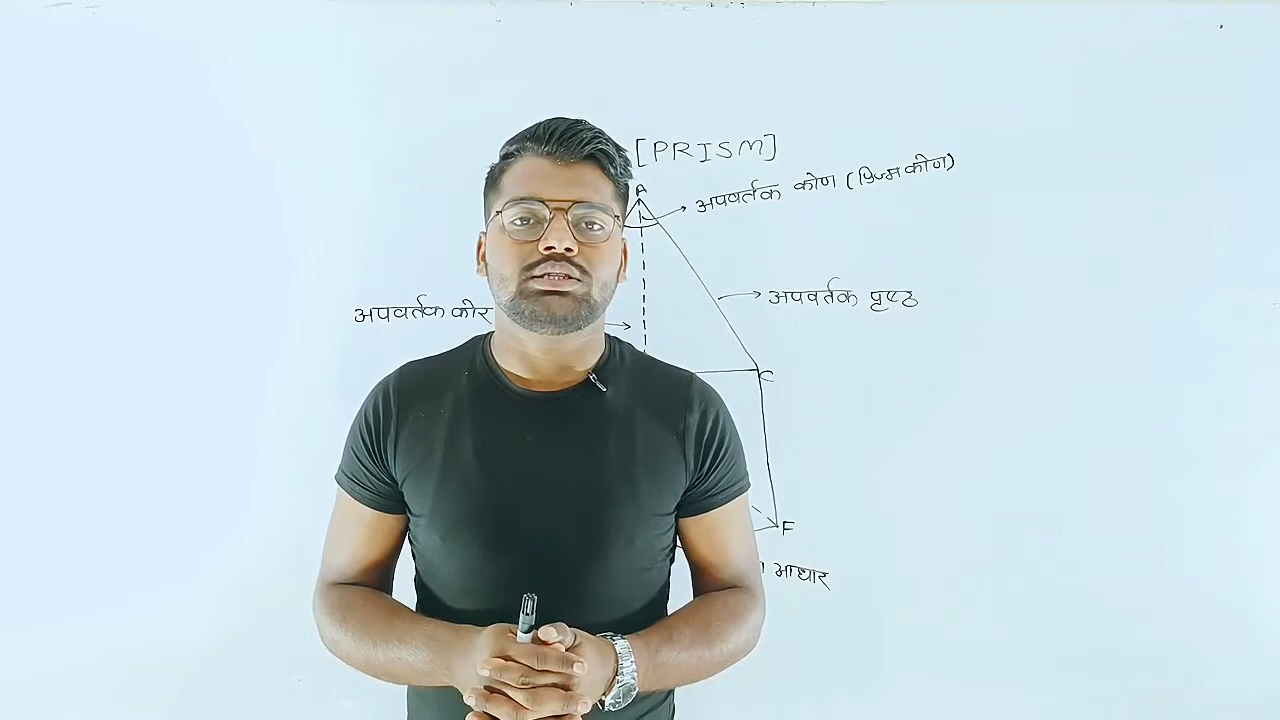 [PRISM]
A
अपवर्तक कोण (प्रिज्म कोण)
अपवर्तक पृष्ठ
अपवर्तक कोर
C
F
आधार